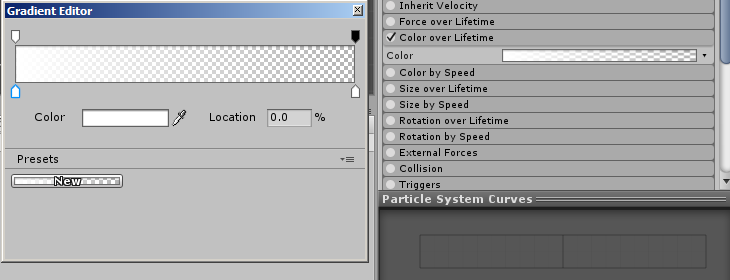 Gradient Editor
Color
Location
0.0
%
Presets
New
Inherit Velocity
Force over Lifetime
Color over Lifetime
Color
Color by Speed
Size over Lifetime
Size by Speed
Rotation over Lifetime
Rotation by Speed
External Forces
Collision
Triggers
Particle System Curves